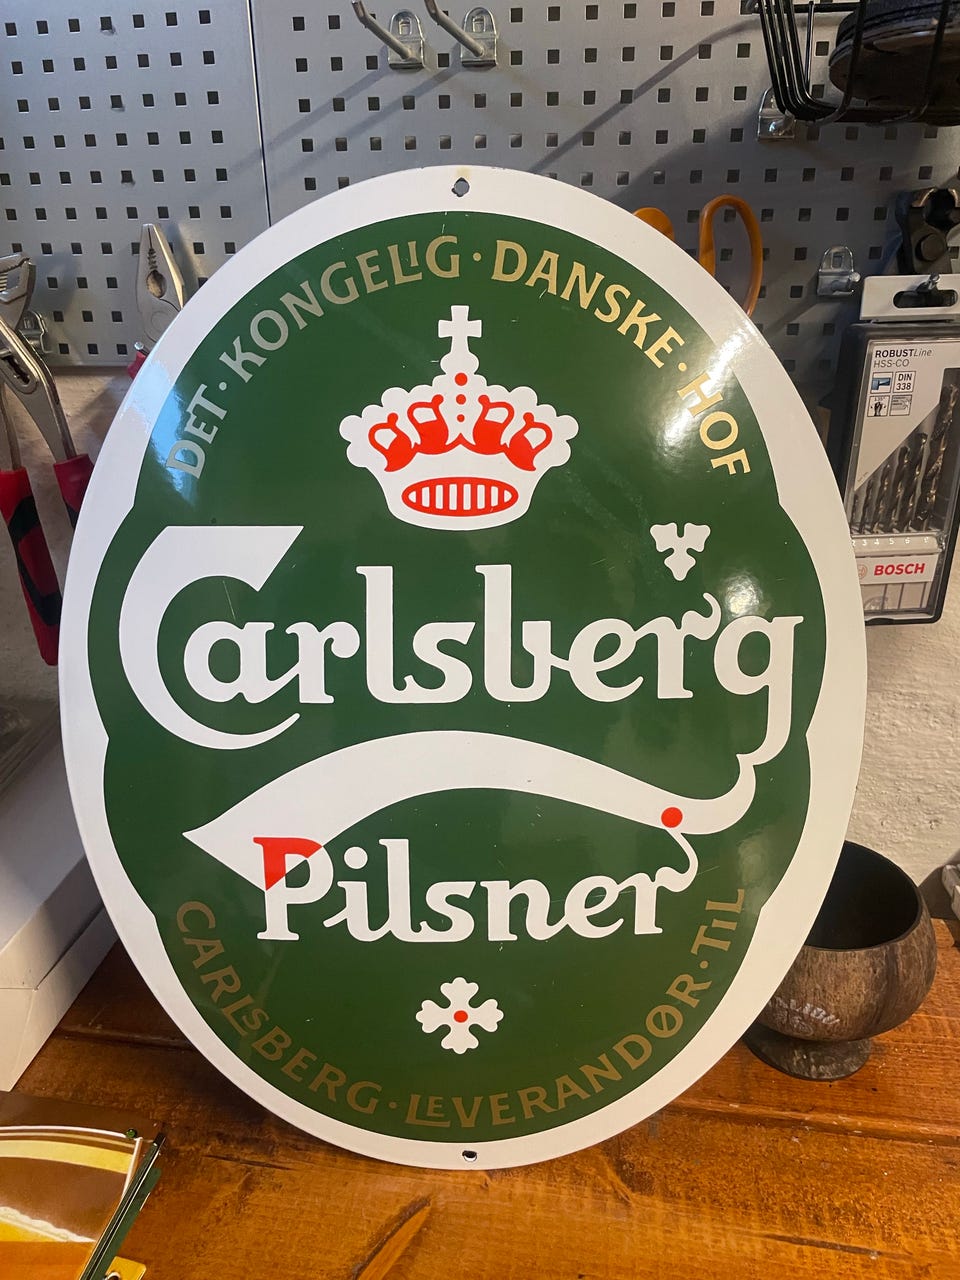 DET · KONGELIG · DANSKE · HOF
Carlsberg
Pilsner
CARLSBERG · LEVERANDØR · TIL
ROBUSTLine
HSS-CO
DIN
338
BOSCH